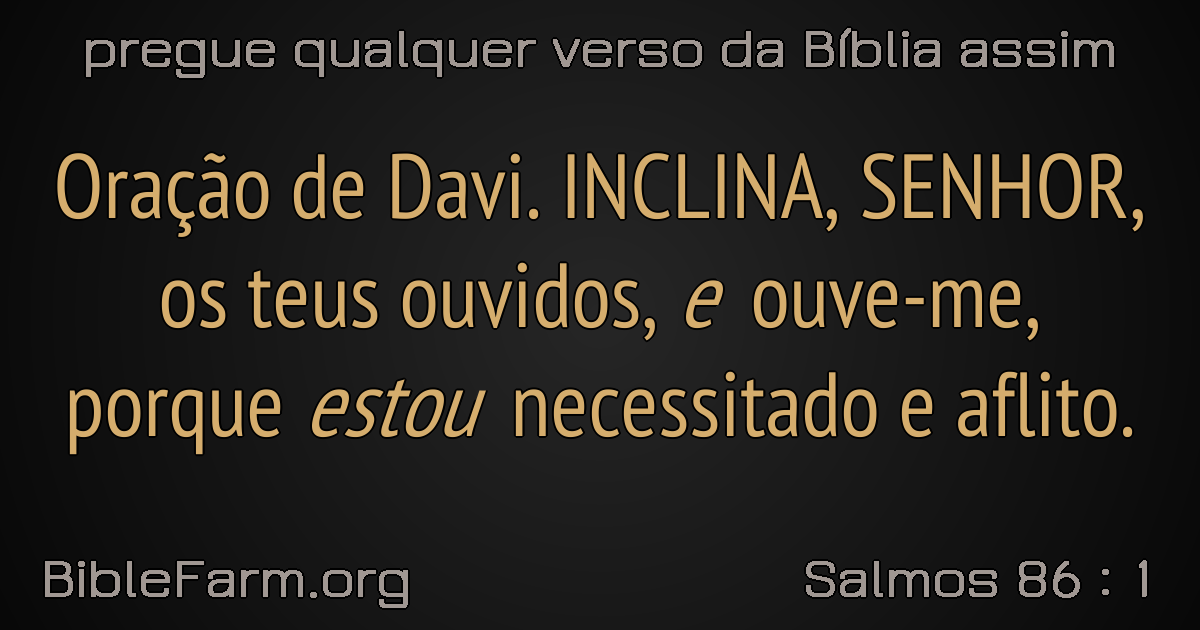 pregue qualquer verso da Bíblia assim
Oração de Davi. INCLINA, SENHOR,
os teus ouvidos, e ouve-me,
porque estou necessitado e aflito.
BibleFarm.org
Salmos 86 : 1